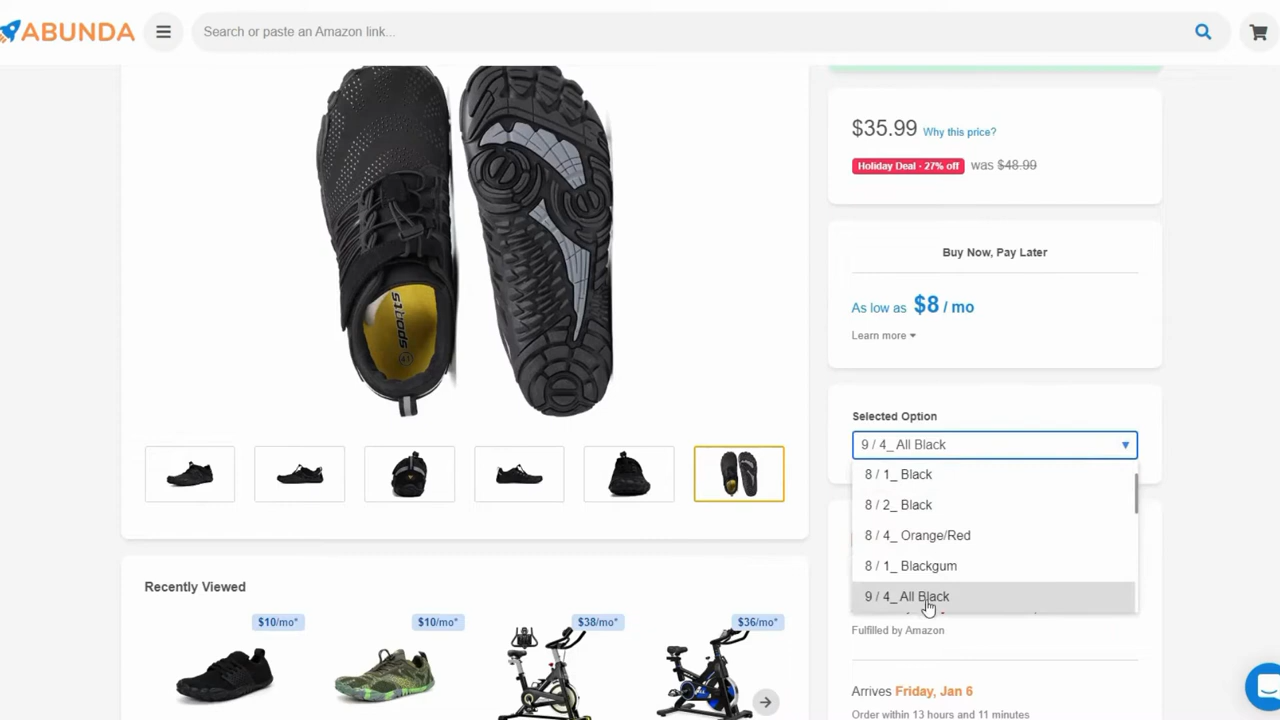 ABUNDA
Search or paste an Amazon link...
$35.99 Why this price?
Holiday Deal · 27% off was $48.99
Buy Now, Pay Later
As low as $8 / mo
Learn more
Selected Option
9 / 4_ All Black
8 / 1_ Black
8 / 2_ Black
8 / 4_ Orange/Red
8 / 1_ Blackgum
9 / 4_ All Black
Fulfilled by Amazon
Arrives Friday, Jan 6
Order within 13 hours and 11 minutes
sports
Recently Viewed
$10/mo*
$10/mo*
$38/mo*
$36/mo*